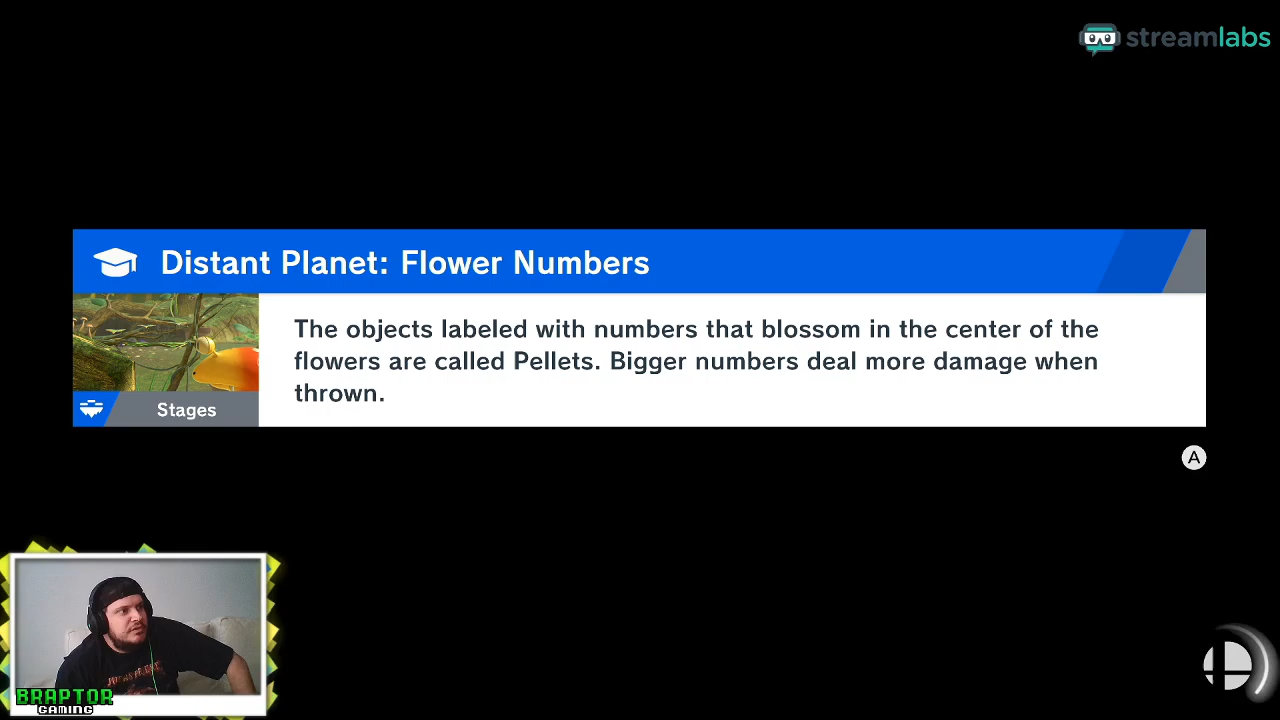 streamlabs
Distant Planet: Flower Numbers
The objects labeled with numbers that blossom in the center of the
flowers are called Pellets. Bigger numbers deal more damage when
thrown.
Stages
A
BRAPTOR
GAMING